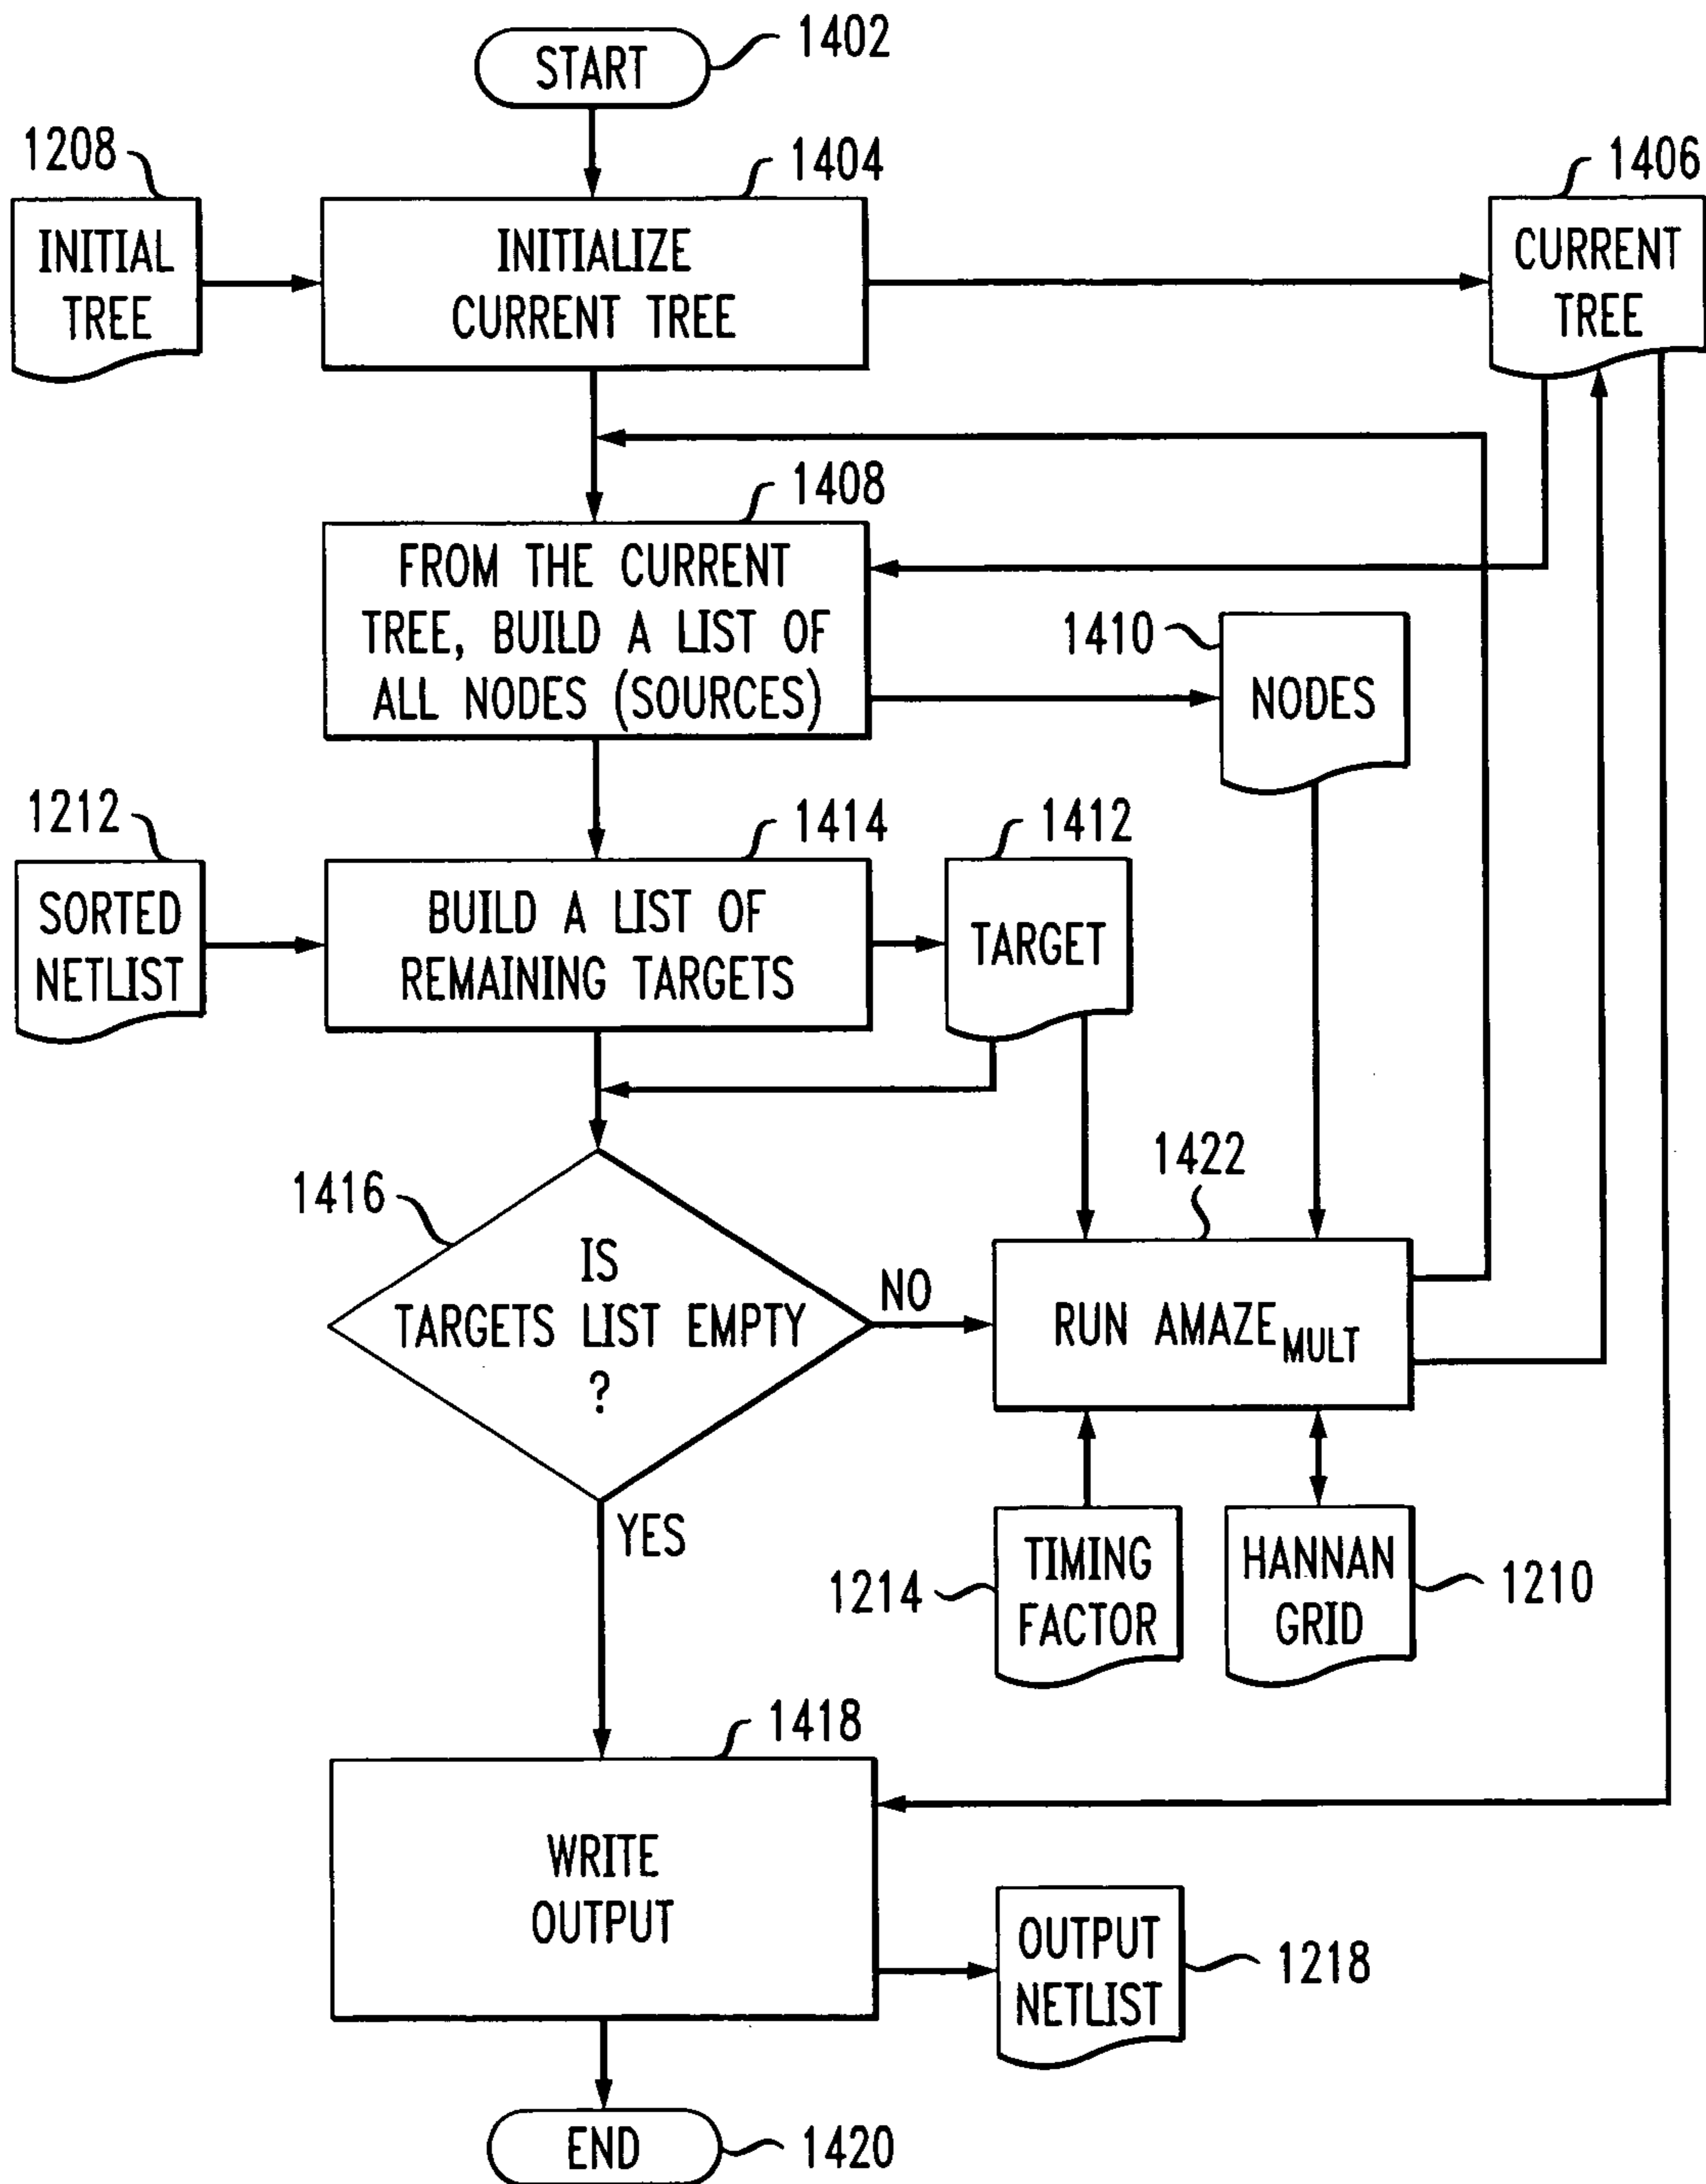 START
1402
1208
INITIAL
TREE
1404
INITIALIZE
CURRENT TREE
1406
CURRENT
TREE
1408
FROM THE CURRENT
TREE, BUILD A LIST OF
ALL NODES (SOURCES)
1410
NODES
1212
SORTED
NETLIST
1414
BUILD A LIST OF
REMAINING TARGETS
1412
TARGET
1416
IS
TARGETS LIST EMPTY
?
NO
YES
1422
RUN AMAZE MULT
1214
TIMING
FACTOR
HANNAN
GRID
1210
1418
WRITE
OUTPUT
OUTPUT
NETLIST
1218
END
1420